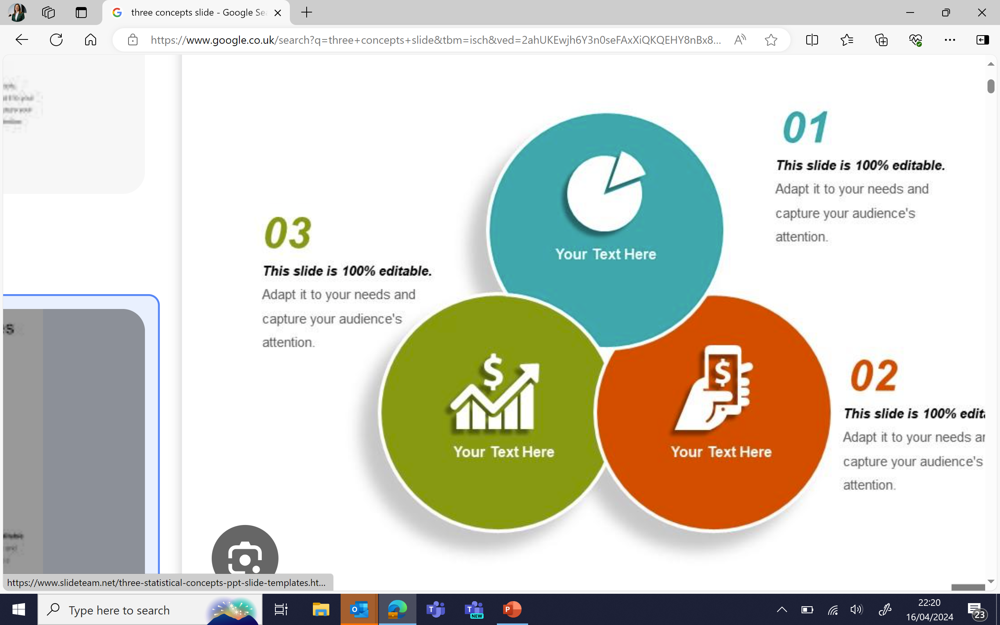 three concepts slide - Google Sea
https://www.google.co.uk/search?q=three+concepts+slide&tbm=isch&ved=2ahUKEwjh6Y3n0seFAxXiQKQEHY8nBx8...
01
This slide is 100% editable.
Adapt it to your needs and
capture your audience's
attention.
Your Text Here
03
This slide is 100% editable.
Adapt it to your needs and
capture your audience's
attention.
$
Your Text Here
$
Your Text Here
02
This slide is 100% edit
Adapt it to your needs ar
capture your audience's
attention.
https://www.slideteam.net/three-statistical-concepts-ppt-slide-templates.ht...
Type here to search
NEW
22:20
16/04/2024
23